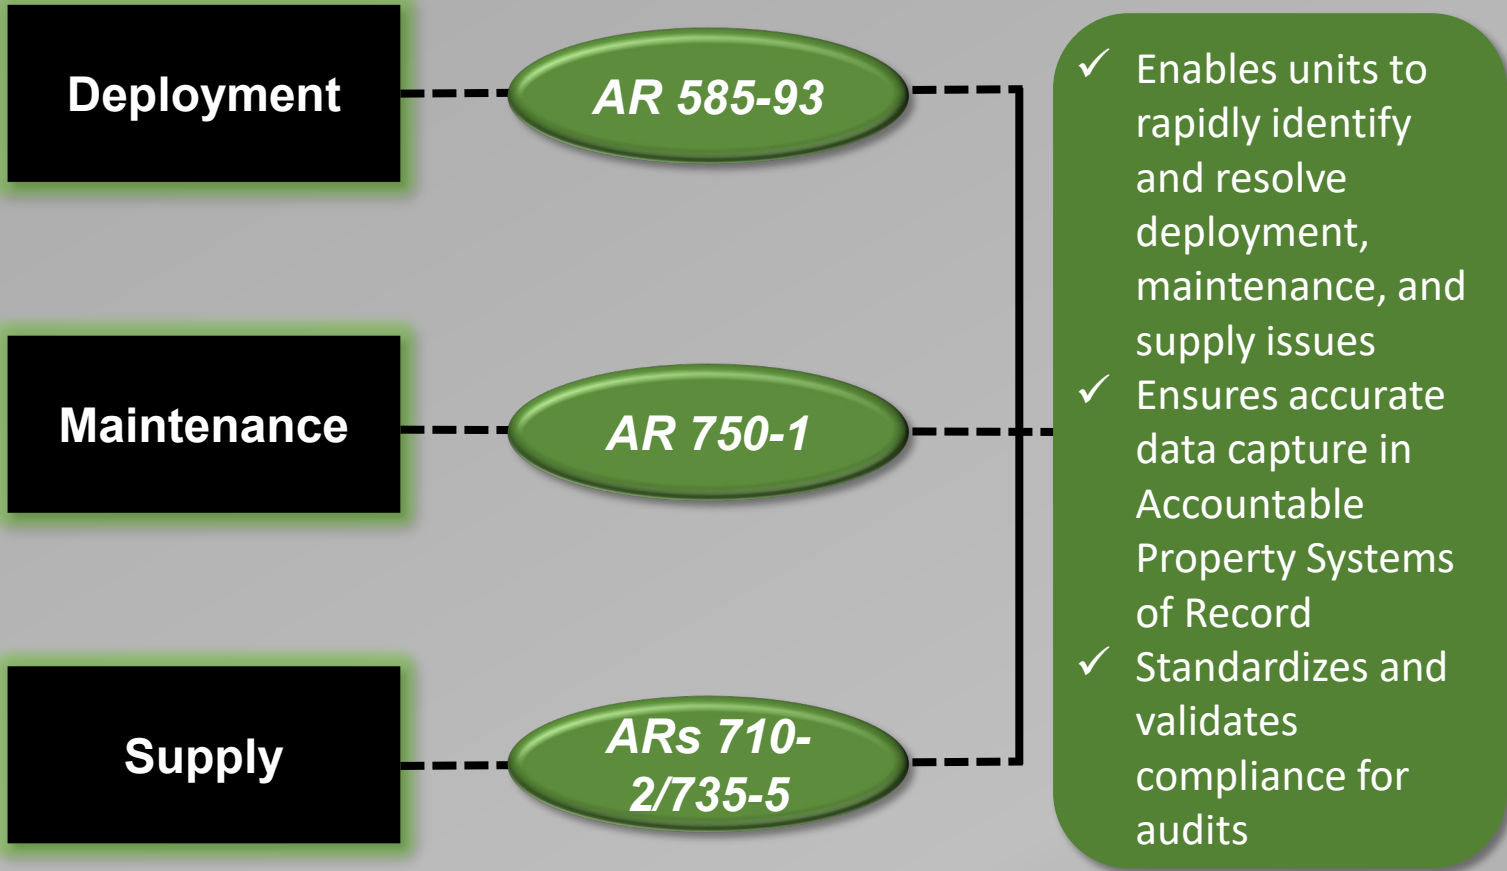 Deployment
AR 585-93
Maintenance
AR 750-1
Supply
ARs 710-
2/735-5
✓ Enables units to
rapidly identify
and resolve
deployment,
maintenance, and
supply issues
✓ Ensures accurate
data capture in
Accountable
Property Systems
of Record
✓ Standardizes and
validates
compliance for
audits